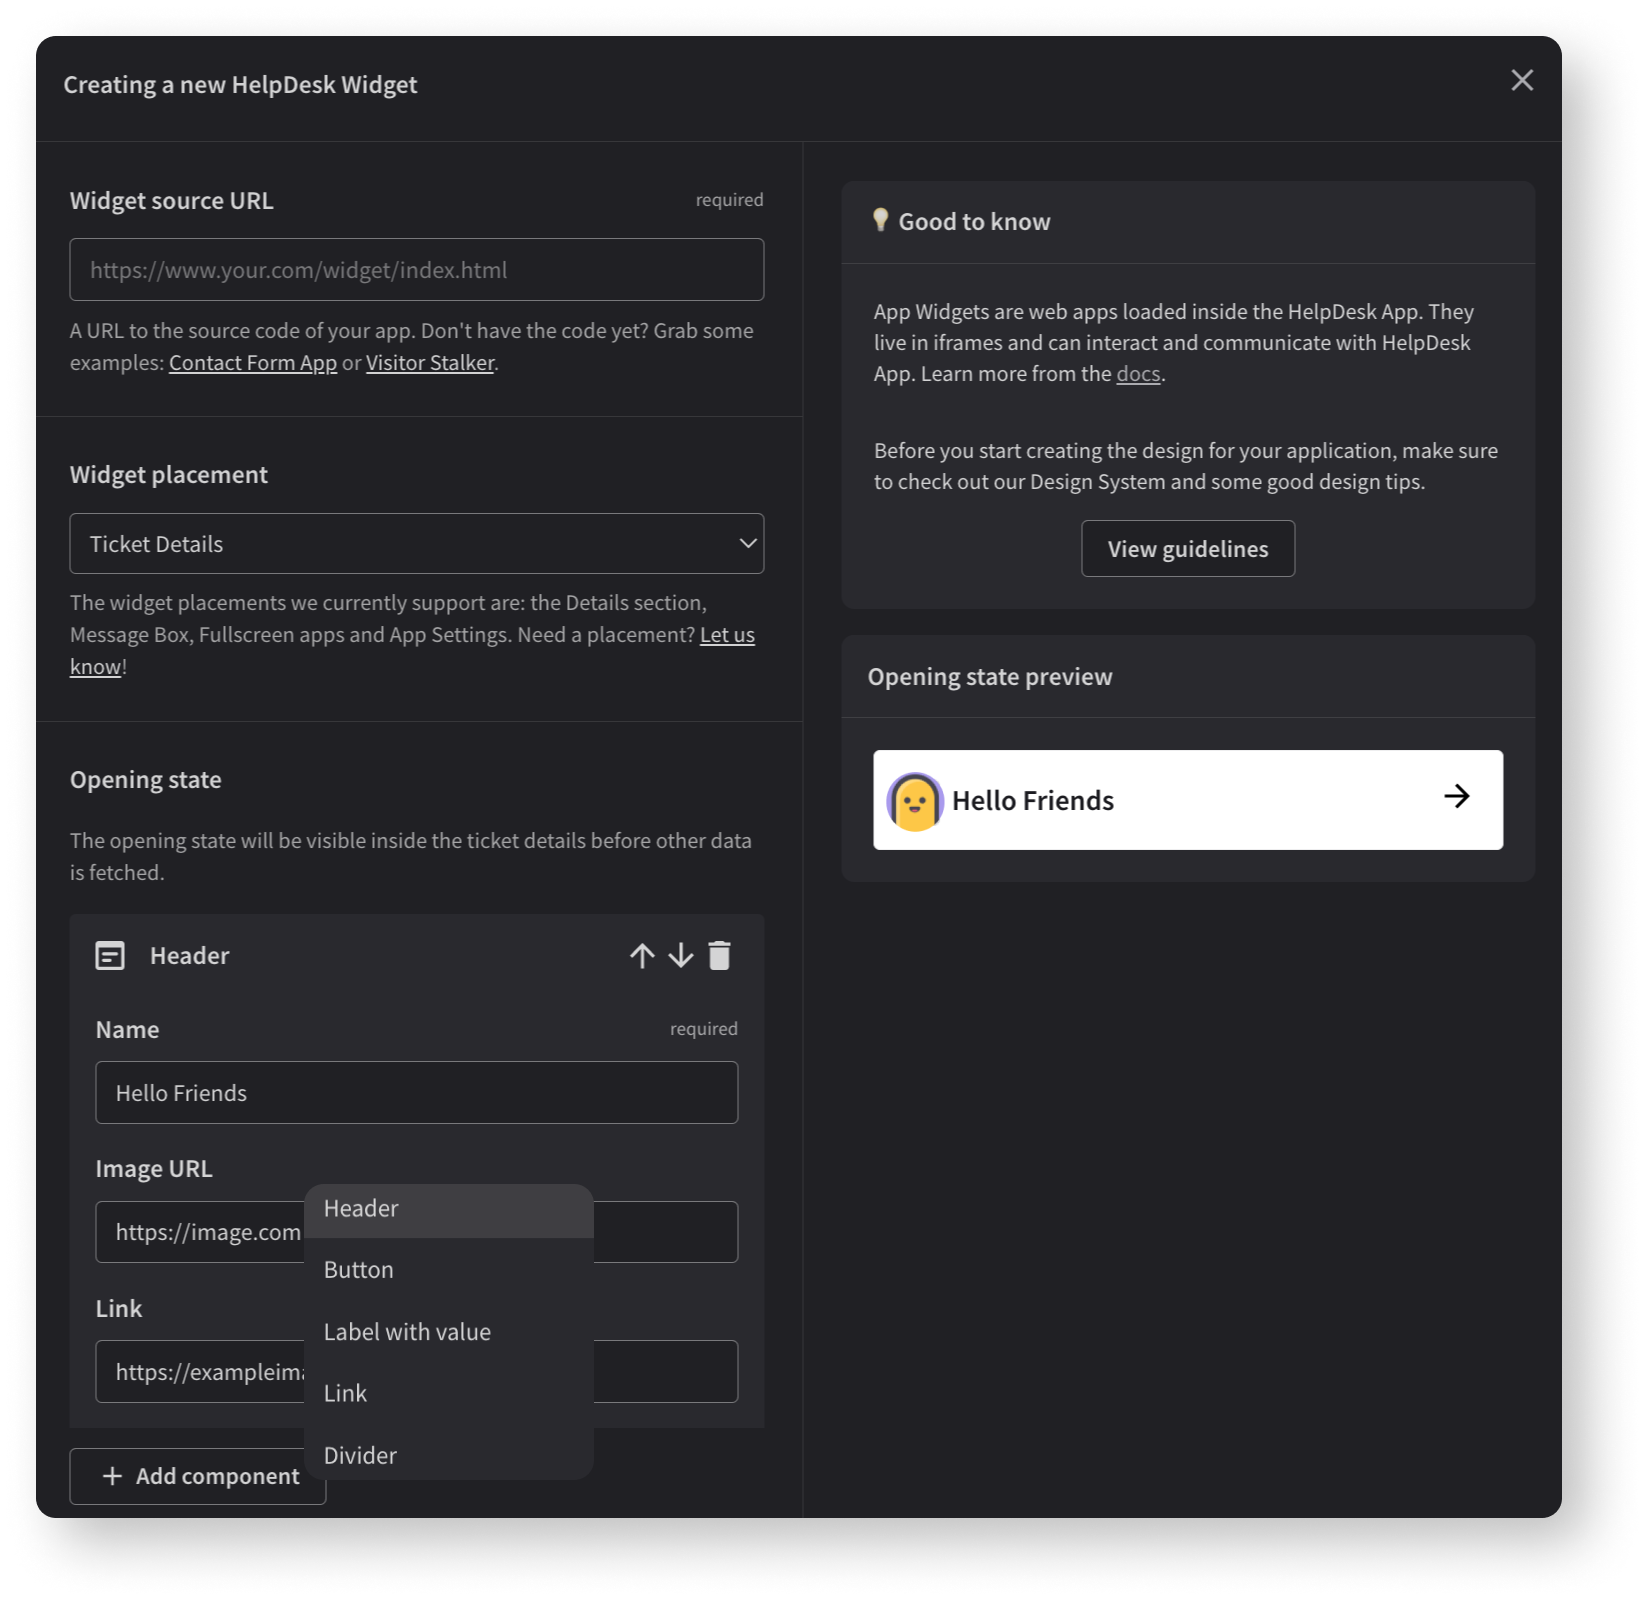 Creating a new HelpDesk Widget
Widget source URL
required
https://www.your.com/widget/index.html
A URL to the source code of your app. Don't have the code yet? Grab some
examples: Contact Form App or Visitor Stalker.
Widget placement
Ticket Details
The widget placements we currently support are: the Details section,
Message Box, Fullscreen apps and App Settings. Need a placement? Let us
know!
Opening state
The opening state will be visible inside the ticket details before other data
is fetched.
Header
Name
required
Hello Friends
Image URL
https://image.com
Link
https://exampleima
Header
Button
Label with value
Link
Divider
+ Add component
Good to know
App Widgets are web apps loaded inside the HelpDesk App. They
live in iframes and can interact and communicate with HelpDesk
App. Learn more from the docs.
Before you start creating the design for your application, make sure
to check out our Design System and some good design tips.
View guidelines
Opening state preview
Hello Friends